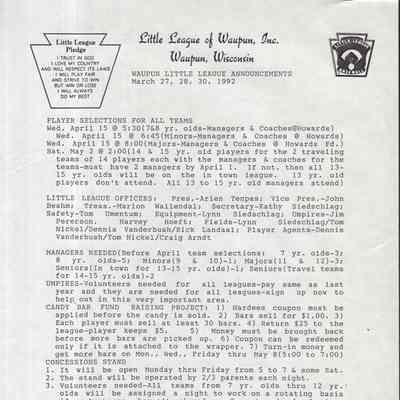 Little League
Pledge
I TRUST IN GOD
I LOVE MY COUNTRY
AND WILL RESPECT ITS LAWS
I WILL PLAY FAIR
AND STRIVE TO WIN
BUT WIN OR LOSE
I WILL ALWAYS
DO MY BEST
Little League of Waupun, Inc.
Waupun, Wisconsin
WAUPUN LITTLE LEAGUE ANNOUNCEMENTS
March 27, 28, 30, 1992
PLAYER SELECTIONS FOR ALL TEAMS
Wed. April 15 @ 5:30(7&8 yr. olds-Managers & Coaches@Howards)
Wed. April 15 @ 6:45(Minors-Managers & Coaches @ Howards)
Wed. April 15 @ 8:00(Majors-Managers & Coaches @ Howards Ed.)
Sat. May 2 @ 2:00(14 & 15 yr. old players for the 2 traveling
teams of 14 players each with the managers & coaches for the
teams-must have 2 managers by April 1. If not, then all 13-
15 yr. olds will be on the in town league. 13 yr. old
players don't attend. All 13 to 15 yr. old managers attend)
LITTLE LEAGUE OFFICERS: Pres.-Arlen Tempas; Vice Pres.-John
Beahm; Treas.-Marion Wallendal; Secretary-Kathy Siedschlag;
Safety-Tom Umentum; Equipment-Lynn Siedschlag; Umpires-Jim
Percoson. Harvey Hoeft; Fields-Lynn Siedschlag/Tom
Nickel/Dennis Vanderbush/Rick Landaal; Player Agents-Dennis
Vanderbush/Tom Nickel/Craig Arndt
MANAGERS NEEDED(Before April team selections): 7 yr. olds-3;
8 yr. olds-5; Minors(9 & 10)-1; Majors(11 & 12)-3;
Seniors(In town for 13-15 yr. olds)-1; Seniors(Travel teams
for 14-15 yr. olds)-2
UMPIRES-Volunteers needed for all leagues-pay same as last
year and they are needed for all leagues-sign up now to
help out in this very important area.
CANDY BAR FUND RAISING PROJECT: 1) Hardees coupon must be
applied before the candy is sold. 2) Bars sell for $1.00. 3)
Each player must sell at least 30 bars. 4) Return $25 to the
league-player keeps $5. 5) Money must be brought back
before more bars are picked up. 6) Coupon can be redeemed
only if it is attached to the wrapper. 7) Turn-in money and
get more bars on Mon., Wed., Friday thru May 8(5:00 to 7:00)
CONCESSIONS STAND
1. It will be open Monday thru Friday from 5 to 7 & some Sat.
2. The stand will be operated by 2/3 parents each night.
3. Volunteers needed-All teams from 7 yr. olds thru 12 yr.
olds will be assigned a night to work on a rotating basis